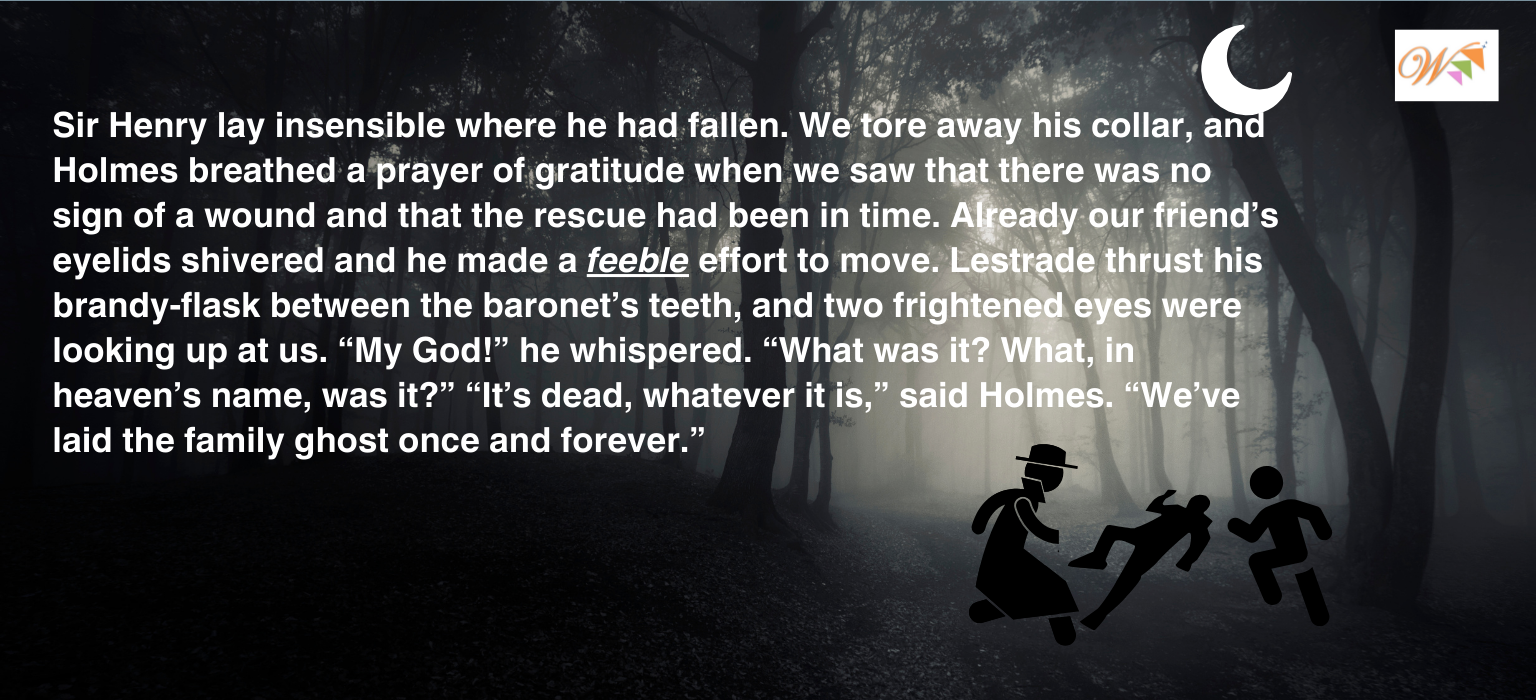 W
Sir Henry lay insensible where he had fallen. We tore away his collar, and
Holmes breathed a prayer of gratitude when we saw that there was no
sign of a wound and that the rescue had been in time. Already our friend’s
eyelids shivered and he made a feeble effort to move. Lestrade thrust his
brandy-flask between the baronet’s teeth, and two frightened eyes were
looking up at us. “My God!” he whispered. “What was it? What, in
heaven’s name, was it?” “It’s dead, whatever it is,” said Holmes. “We’ve
laid the family ghost once and forever.”